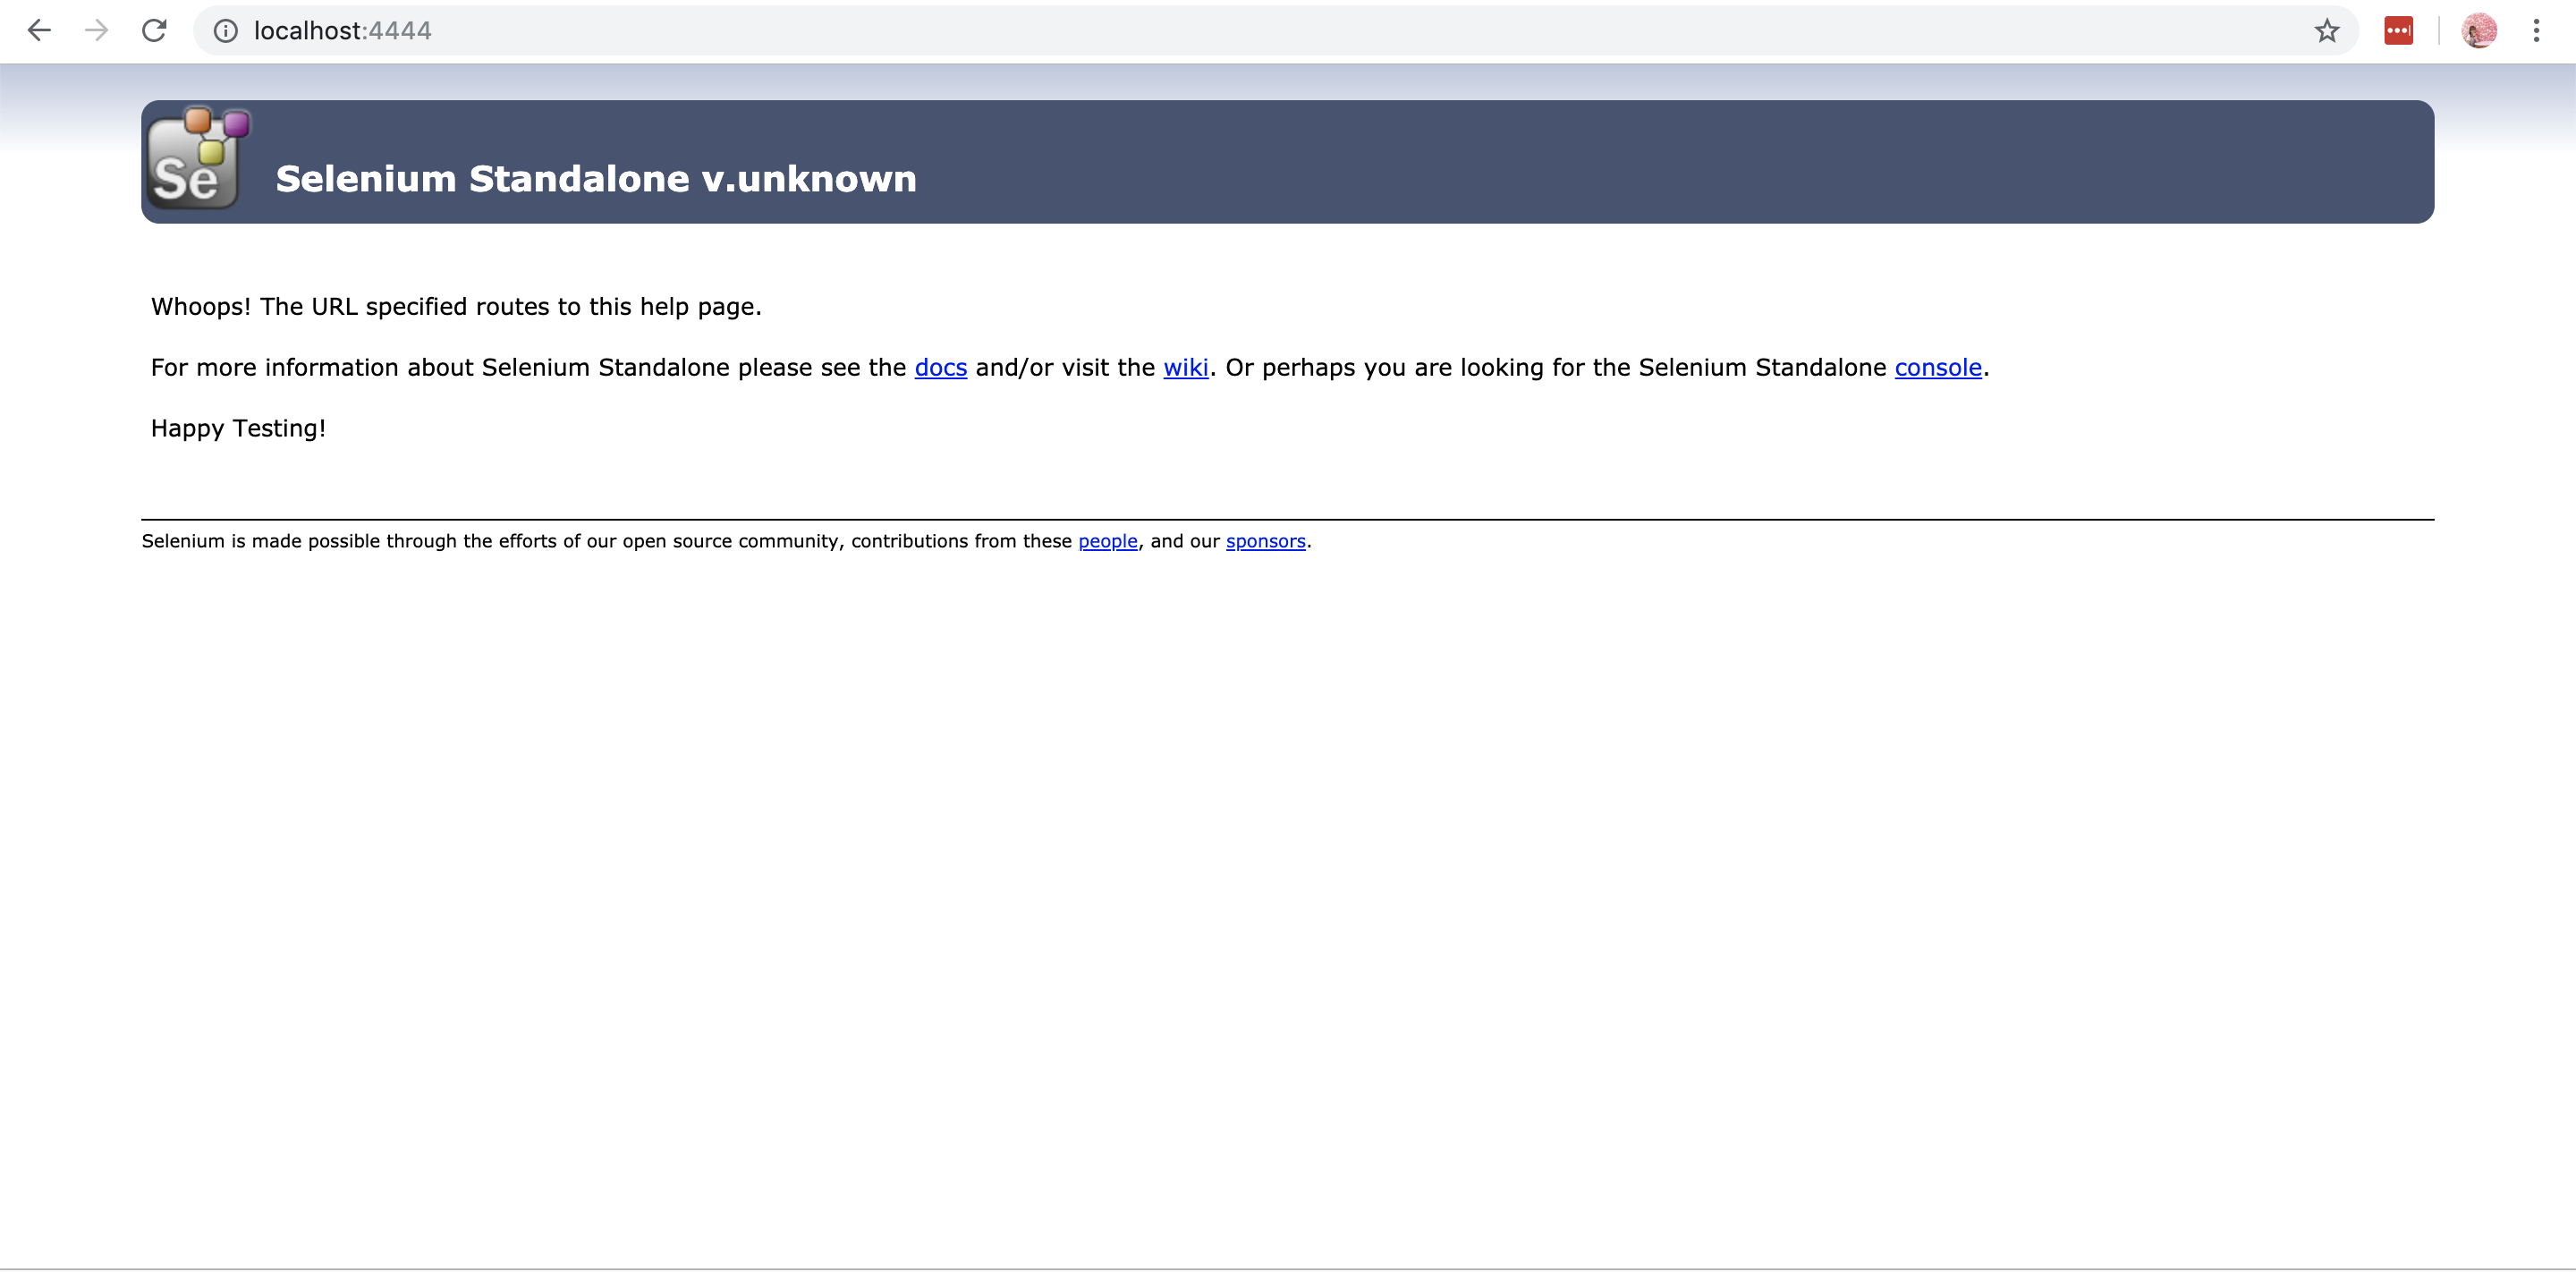 localhost:4444
Se
Selenium Standalone v.unknown
Whoops! The URL specified routes to this help page.
For more information about Selenium Standalone please see the docs and/or visit the wiki. Or perhaps you are looking for the Selenium Standalone console.
Happy Testing!
Selenium is made possible through the efforts of our open source community, contributions from these people, and our sponsors.